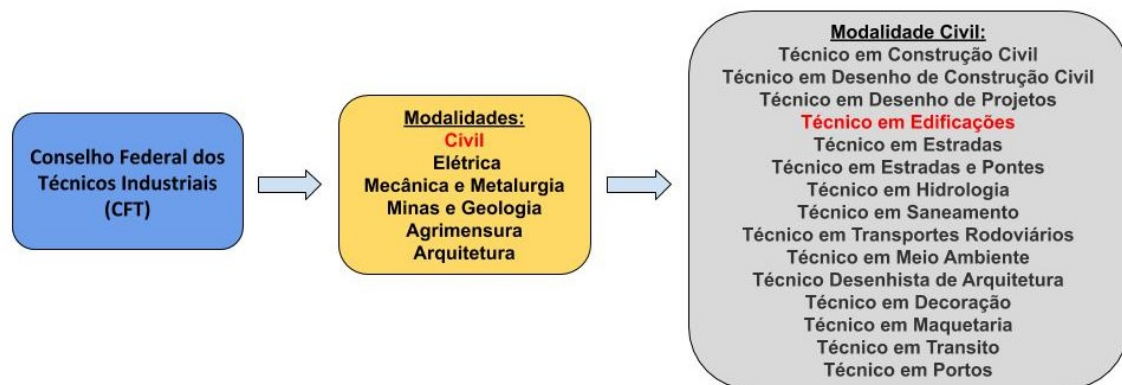 Conselho Federal dos
Técnicos Industriais
(CFT)
Modalidades:
Civil
Elétrica
Mecânica e Metalurgia
Minas e Geologia
Agrimensura
Arquitetura
Modalidade Civil:
Técnico em Construção Civil
Técnico em Desenho de Construção Civil
Técnico em Desenho de Projetos
Técnico em Edificações
Técnico em Estradas
Técnico em Estradas e Pontes
Técnico em Hidrologia
Técnico em Saneamento
Técnico em Transportes Rodoviários
Técnico em Meio Ambiente
Técnico Desenhista de Arquitetura
Técnico em Decoração
Técnico em Maquetaria
Técnico em Transito
Técnico em Portos